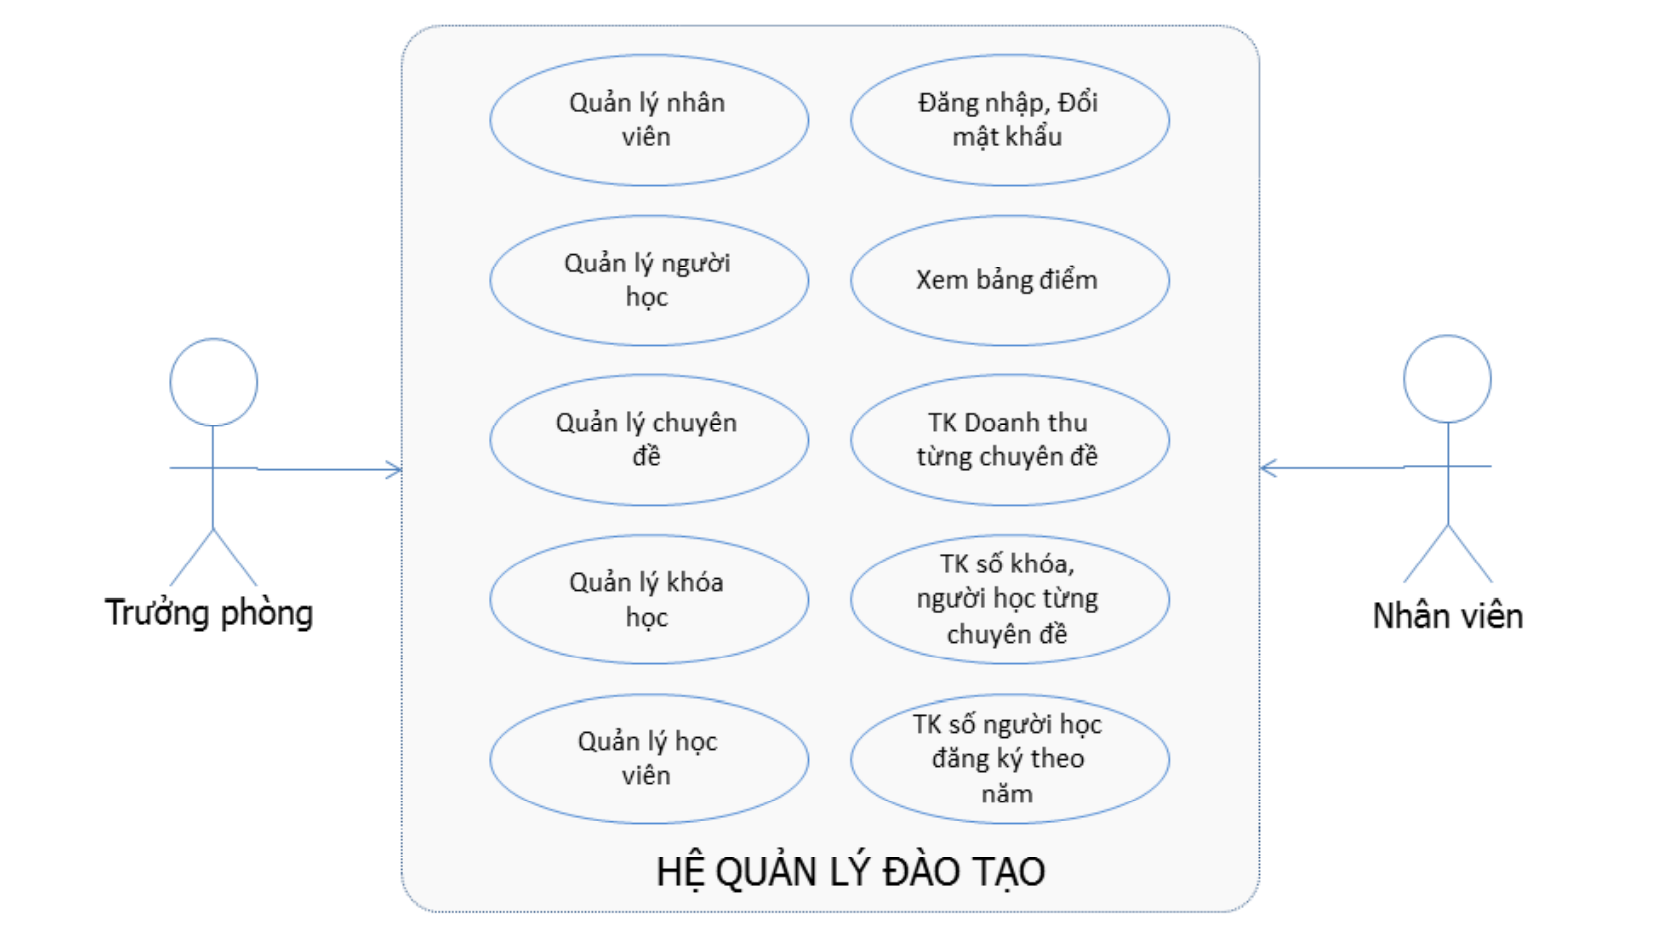 Quản lý nhân
viên
Đăng nhập, Đổi
mật khẩu
Quản lý người
học
Xem bảng điểm
Quản lý chuyên
đề
TK Doanh thu
từng chuyên đề
Quản lý khóa
học
TK số khóa,
người học từng
chuyên đề
Quản lý học
viên
TK số người học
đăng ký theo
năm
Trưởng phòng
Nhân viên
HỆ QUẢN LÝ ĐÀO TẠO